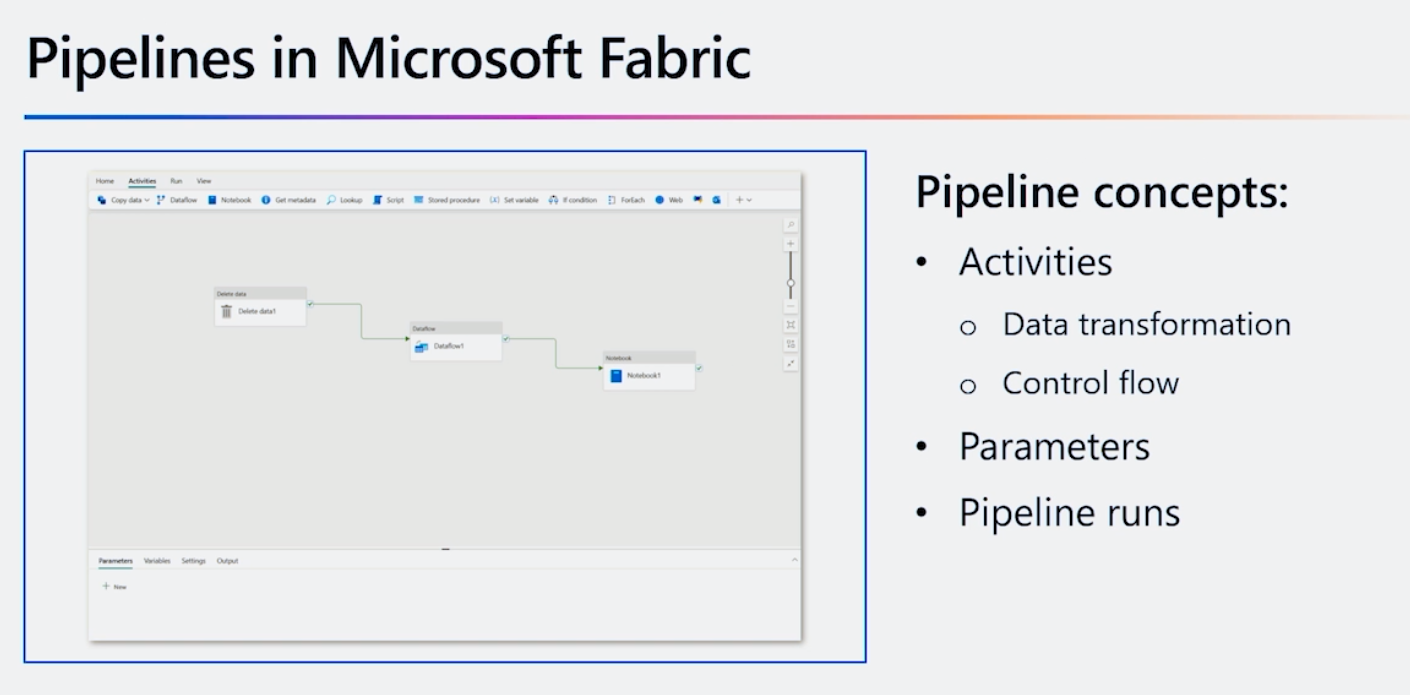 Pipelines in Microsoft Fabric
Home Activities Run View
Copy data Dataflow Notebook Get metadata Lookup Script Stored procedure Set variable If condition ForEach Web
Delete data
Delete data1
Dataflow
Dataflow1
Notebook
Notebook1
Parameters Variables Settings Output
+ New
Pipeline concepts:
• Activities
o Data transformation
o Control flow
• Parameters
• Pipeline runs